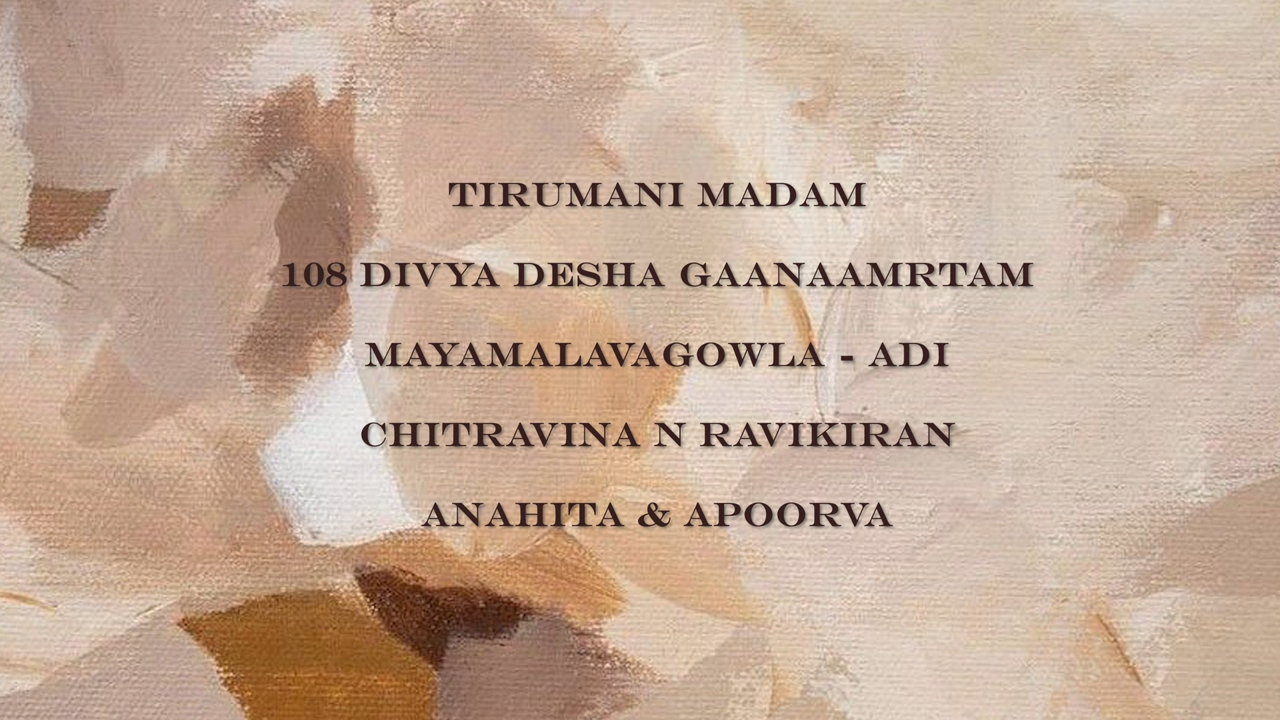 TIRUMANI MADAM
108 DIVYA DESHA GAANAAMRTAM
MAYAMALAVAGOWLA - ADI
CHITRAVINA N RAVIKIRAN
ANAHITA & APOORVA